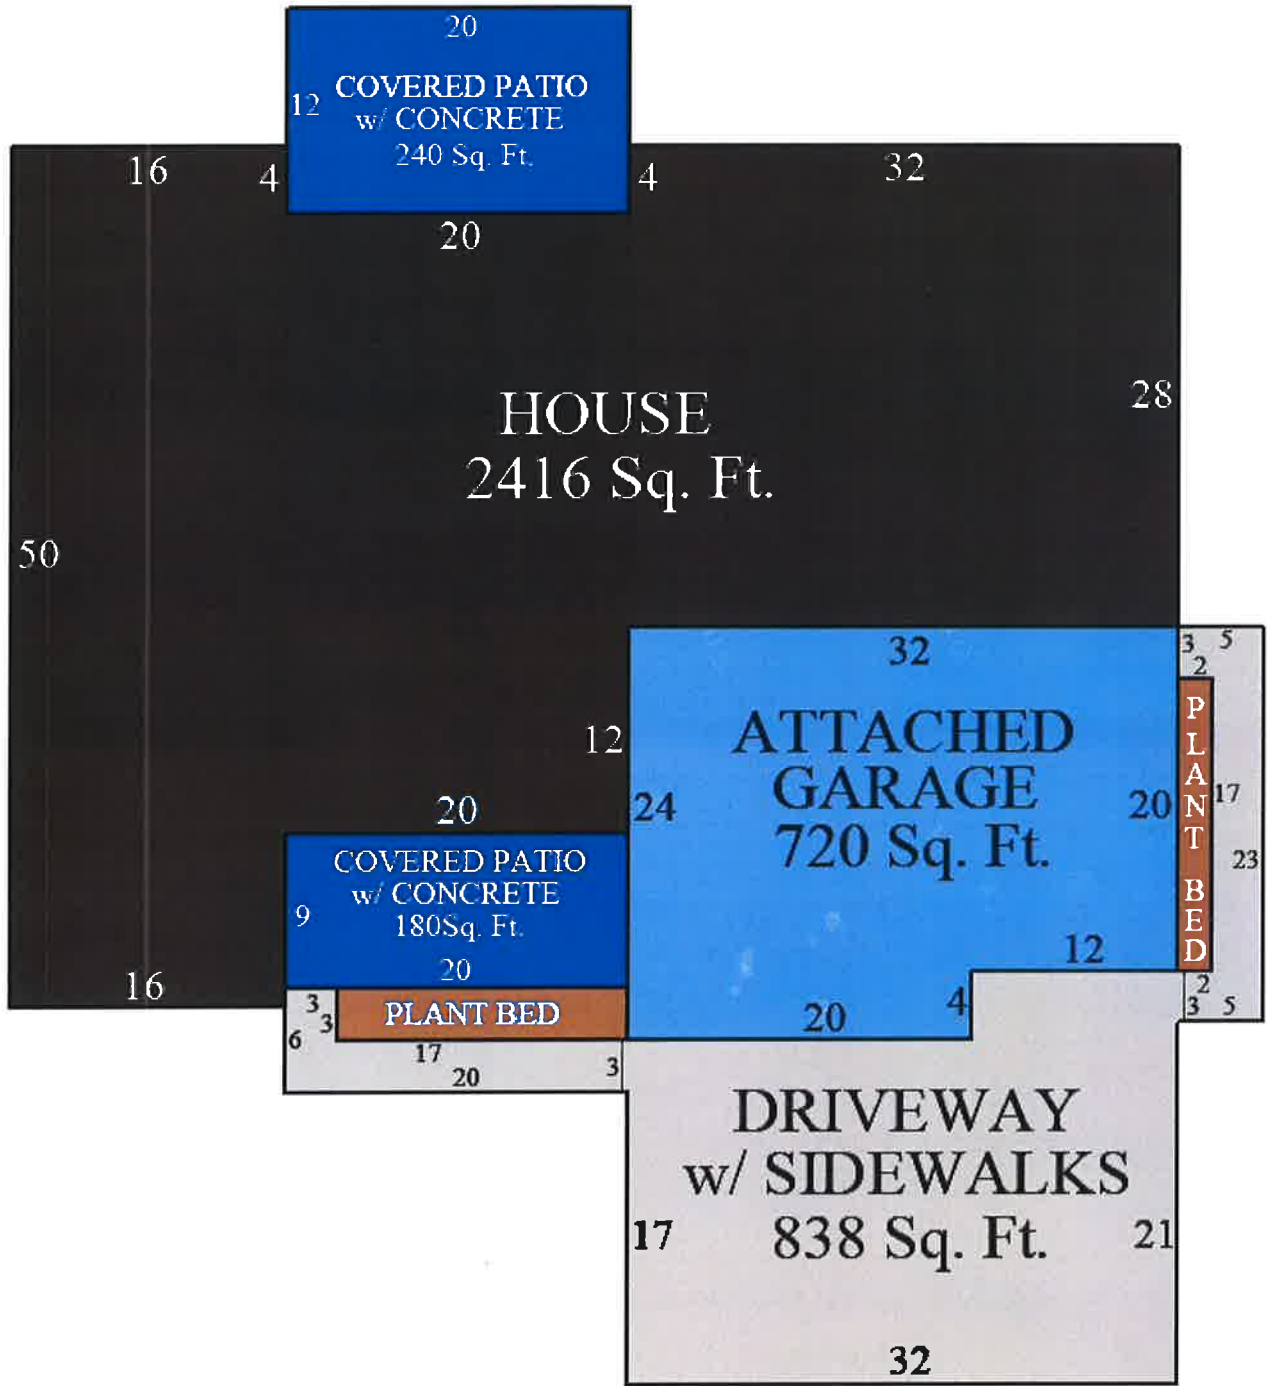 20
COVERED PATIO
12
w/ CONCRETE
240 Sq. Ft.
16
4
4
32
20
28
HOUSE
2416 Sq. Ft.
50
32
3
5
2
PLANT BED
12
ATTACHED
GARAGE
24
20
17
720 Sq. Ft.
23
20
COVERED PATIO
w/ CONCRETE
9
180Sq. Ft.
20
12
16
3
3
PLANT BED
20
4
2
3
5
6
17
20
3
DRIVEWAY
w/ SIDEWALKS
17
838 Sq. Ft.
21
32